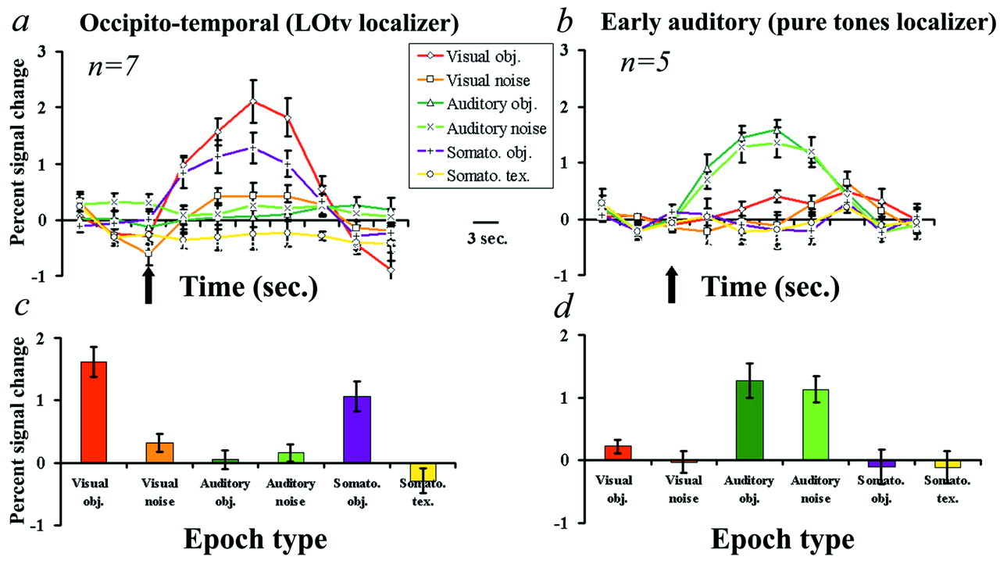 a Occipito-temporal (LOtv localizer)
b Early auditory (pure tones localizer)
Percent signal change
3
2
1
0
-1
n=7
Visual obj.
Visual noise
Auditory obj.
Auditory noise
Somato. obj.
Somato. tex.
3 sec.
Time (sec.)
3
2
1
0
-1
n=5
Time (sec.)
c
Percent signal change
2
1
0
-1
Visual obj.
Visual noise
Auditory obj.
Auditory noise
Somato. obj.
Somato. tex.
Epoch type
d
2
1
0
-1
Visual obj.
Visual noise
Auditory obj.
Auditory noise
Somato. obj.
Somato. tex.
Epoch type